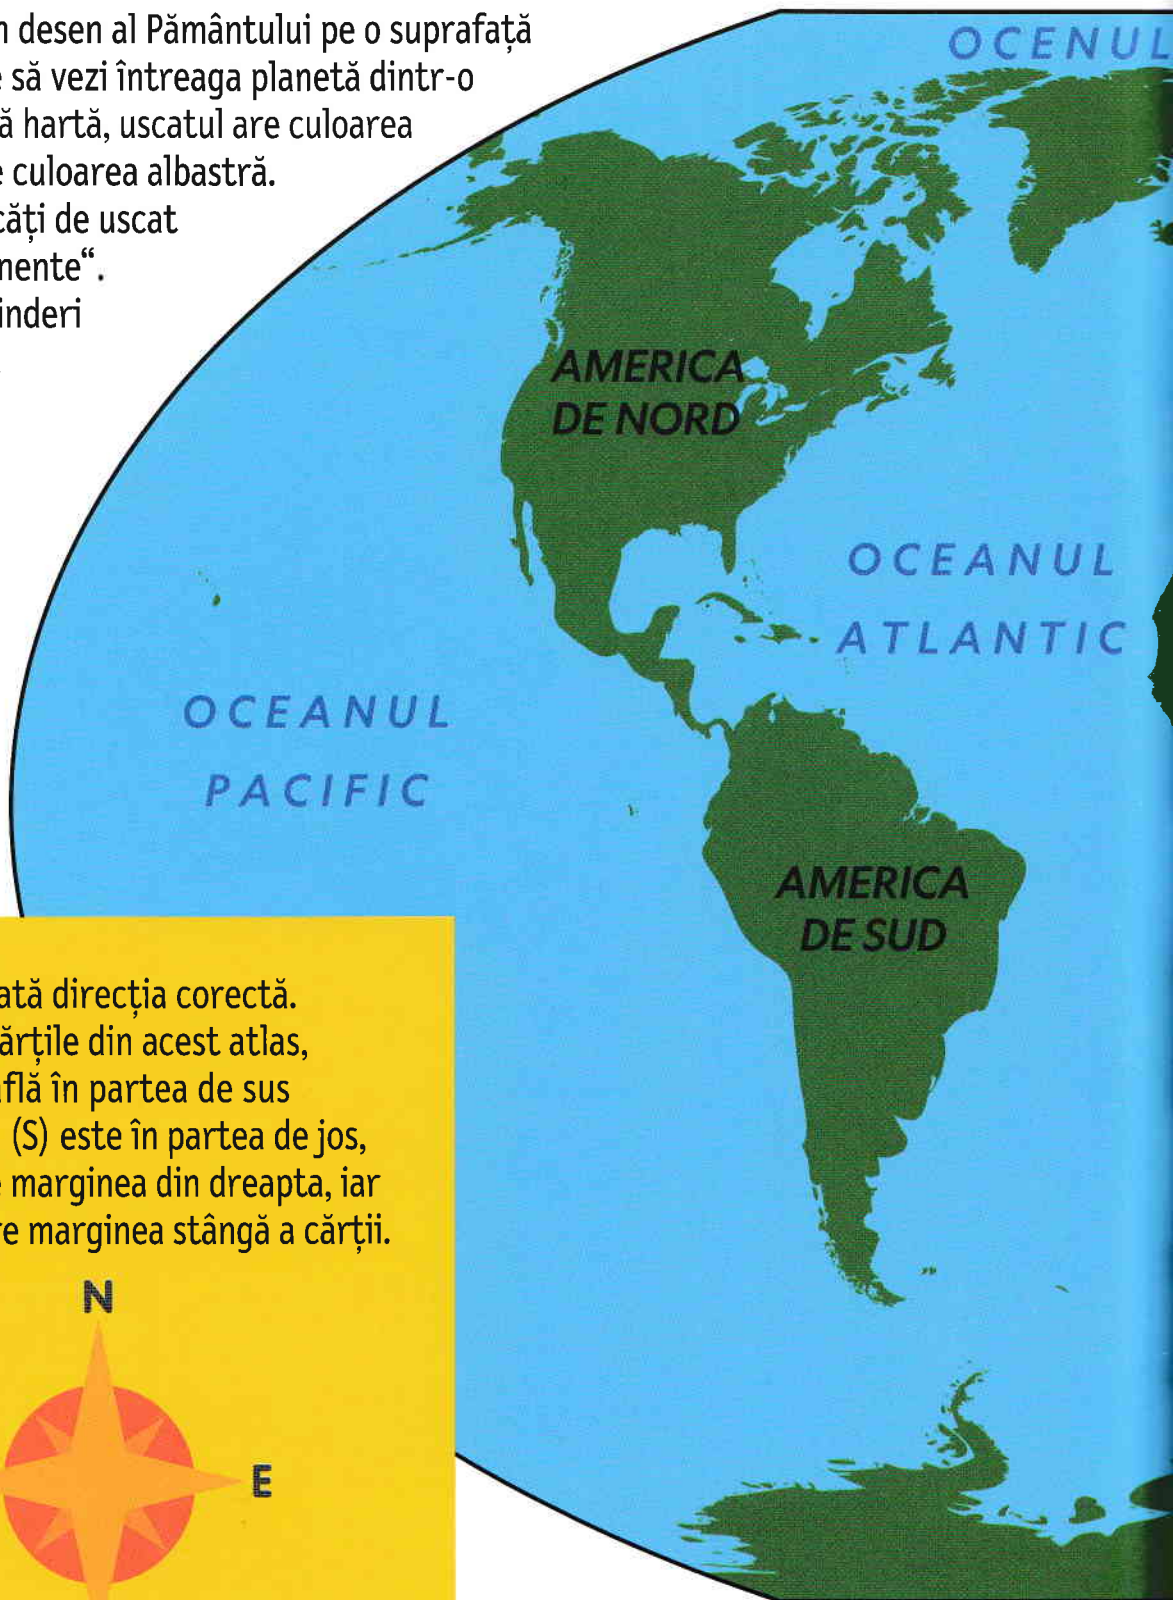 n desen al Pământului pe o suprafață
e să vezi întreaga planetă dintr-o
ă hartă, uscatul are culoarea
e culoarea albastră.
căți de uscat
nente“.
inderi
OCENUL
AMERICA
DE NORD
OCEANUL
ATLANTIC
OCEANUL
PACIFIC
AMERICA
DE SUD
ată direcția corectă.
ărțile din acest atlas,
află în partea de sus
(S) este în partea de jos,
e marginea din dreapta, iar
re marginea stângă a cărții.
N
E